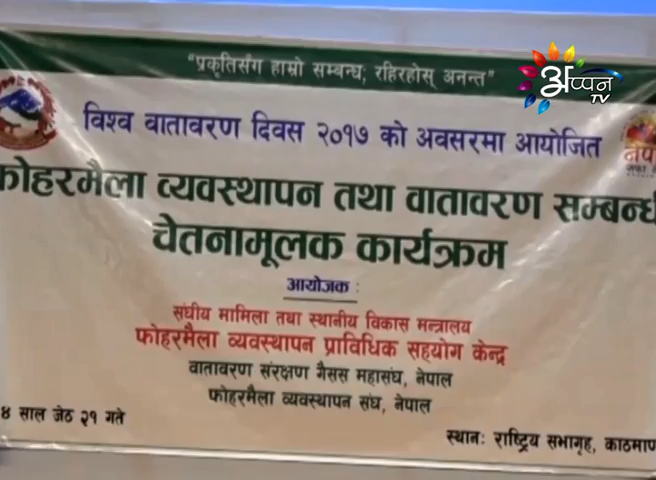 "प्रकृतिसँग हाम्रो सम्बन्ध; रहिरहोस् अनन्त"
अप्पन
TV
विश्व वातावरण दिवस २०१७ को अवसरमा आयोजित
फोहरमैला व्यवस्थापन तथा वातावरण सम्बन्धी
चेतनामूलक कार्यक्रम
आयोजक :
संघीय मामिला तथा स्थानीय विकास मन्त्रालय
फोहरमैला व्यवस्थापन प्राविधिक सहयोग केन्द्र
वातावरण संरक्षण गैसस महासंघ, नेपाल
फोहरमैला व्यवस्थापन संघ, नेपाल
४ साल जेठ २१ गते
स्थान: राष्ट्रिय सभागृह, काठमाण